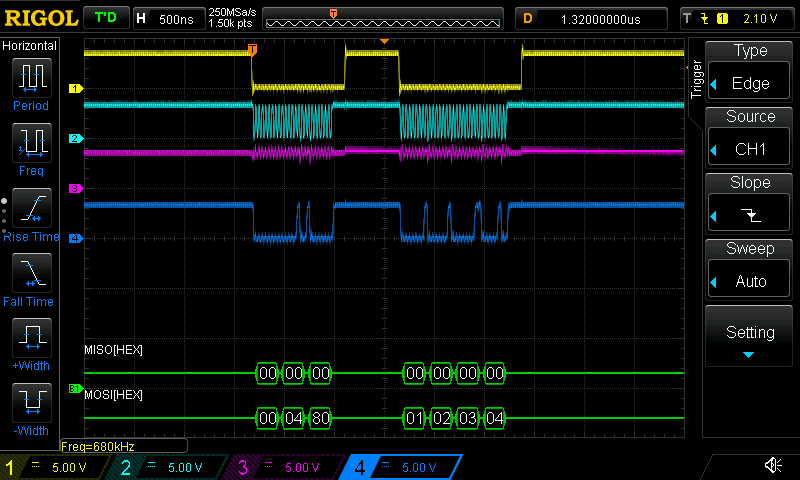 RIGOL T'D H 500ns 250MSa/s 1.50k pts T D 1.32000000us T 1 2.10 V
Horizontal
Period
Freq
Rise Time
Fall Time
+Width
-Width
T
1
2
3
4
MISO[HEX]
00 00 00 00 00 00 00
B1
MOSI[HEX]
00 04 80 01 02 03 04
Trigger
Type
Edge
Source
CH1
Slope
Sweep
Auto
Setting
Freq=680kHz
1 5.00 V 2 5.00 V 3 5.00 V 4 5.00 V